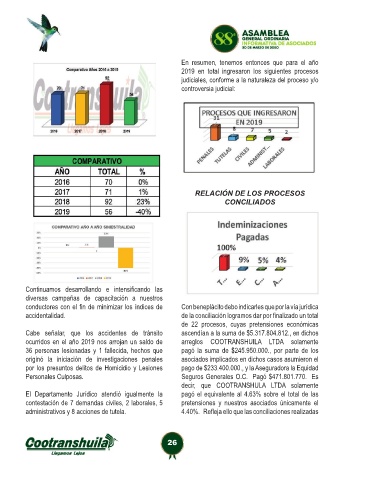 88
ASAMBLEA
GENERAL ORDINARIA
INFORMATIVA DE ASOCIADOS
Comparativo Años 2016 a 2019
70
71
92
56
2016 2017 2018 2019
COMPARATIVO
AÑO TOTAL %
2016 70 0%
2017 71 1%
2018 92 23%
2019 56 -40%
COMPARATIVO AÑO A AÑO SINIESTRALIDAD
Continuamos desarrollando e intensificando las
diversas campañas de capacitación a nuestros
conductores con el fin de minimizar los índices de
accidentalidad.
Cabe señalar, que los accidentes de tránsito
ocurridos en el año 2019 nos arrojan un saldo de
36 personas lesionadas y 1 fallecida, hechos que
originó la iniciación de investigaciones penales
por los presuntos delitos de Homicidio y Lesiones
Personales Culposas.
El Departamento Jurídico atendió igualmente la
contestación de 7 demandas civiles, 2 laborales, 5
administrativos y 8 acciones de tutela.
En resumen, tenemos entonces que para el año
2019 en total ingresaron los siguientes procesos
judiciales, conforme a la naturaleza del proceso y/o
controversia judicial:
PROCESOS QUE INGRESARON
EN 2019
21
8 7 5 2
PENALES TUTELAS CIVILES ADMINIST... LABORALES
RELACIÓN DE LOS PROCESOS
CONCILIADOS
Indeminizaciones
Pagadas
100%
9% 5% 4%
T... E... C... A...
Con beneplácito debo indicarles que por la vía jurídica
de la conciliación logramos dar por finalizado un total
de 22 procesos, cuyas pretensiones económicas
ascendían a la suma de $5.317.804.812., en dichos
arreglos COOTRANSHUILA LTDA solamente
pagó la suma de $245.950.000., por parte de los
asociados implicados en dichos casos asumieron el
pago de $233.400.000., y la Aseguradora la Equidad
Seguros Generales O.C. Pagó $471.801.770. Es
decir, que COOTRANSHUILA LTDA solamente
pagó el equivalente al 4.63% sobre el total de las
pretensiones y nuestros asociados únicamente el
4.40%. Refleja ello que las conciliaciones realizadas
Cootranshuila
Llegamos Lejos
26